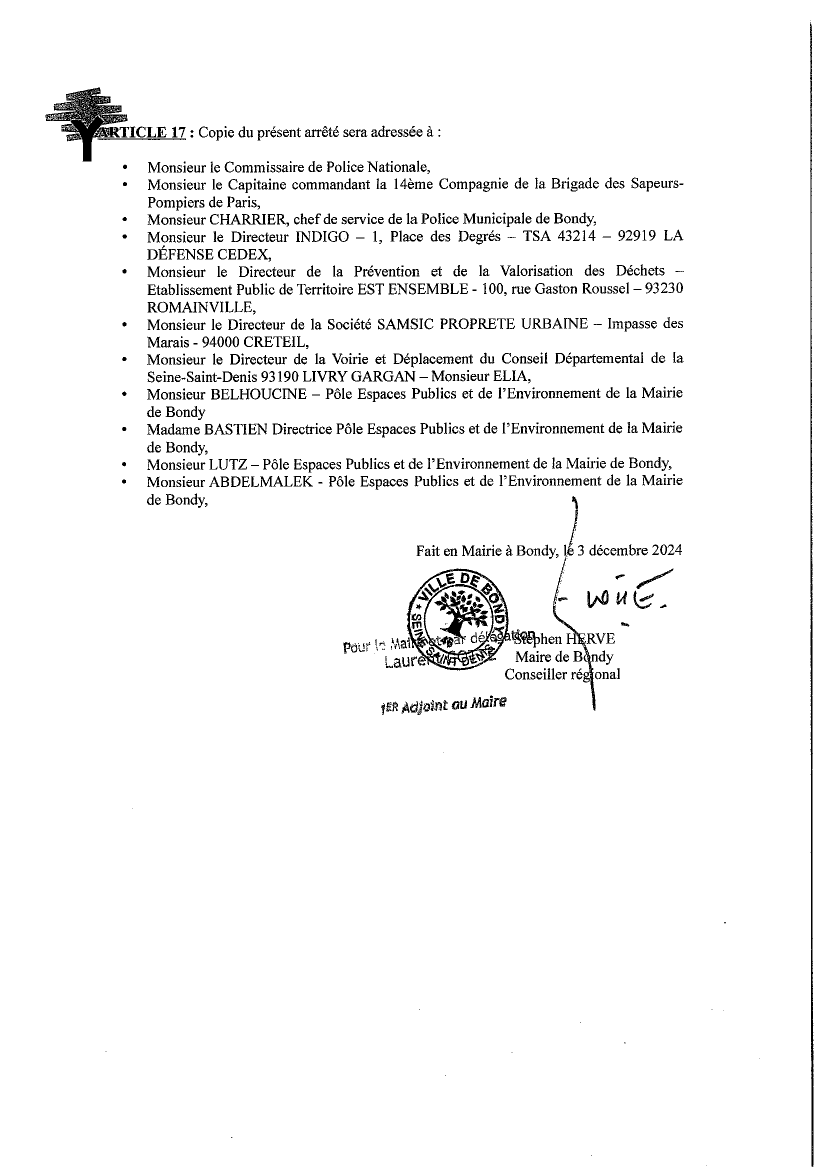 ARTICLE 17 : Copie du présent arrêté sera adressée à :
• Monsieur le Commissaire de Police Nationale,
• Monsieur le Capitaine commandant la 14ème Compagnie de la Brigade des Sapeurs-
Pompiers de Paris,
• Monsieur CHARRIER, chef de service de la Police Municipale de Bondy,
• Monsieur le Directeur INDIGO – 1, Place des Degrés – TSA 43214 – 92919 LA
DÉFENSE CEDEX,
• Monsieur le Directeur de la Prévention et de la Valorisation des Déchets –
Etablissement Public de Territoire EST ENSEMBLE - 100, rue Gaston Roussel – 93230
ROMAINVILLE,
• Monsieur le Directeur de la Société SAMSIC PROPRETE URBAINE – Impasse des
Marais - 94000 CRETEIL,
• Monsieur le Directeur de la Voirie et Déplacement du Conseil Départemental de la
Seine-Saint-Denis 93190 LIVRY GARGAN – Monsieur ELIA,
• Monsieur BELHOUCINE – Pôle Espaces Publics et de l'Environnement de la Mairie
de Bondy
• Madame BASTIEN Directrice Pôle Espaces Publics et de l'Environnement de la Mairie
de Bondy,
• Monsieur LUTZ – Pôle Espaces Publics et de l'Environnement de la Mairie de Bondy,
• Monsieur ABDELMALEK - Pôle Espaces Publics et de l'Environnement de la Mairie
de Bondy,
Fait en Mairie à Bondy, le 3 décembre 2024
VILLE DE BONDY
SEINE SAINT DENIS
Pour le Maire et par délégation
Stephen HERVE
Laurent
Maire de Bondy
Conseiller régional
1ER Adjoint au Maire